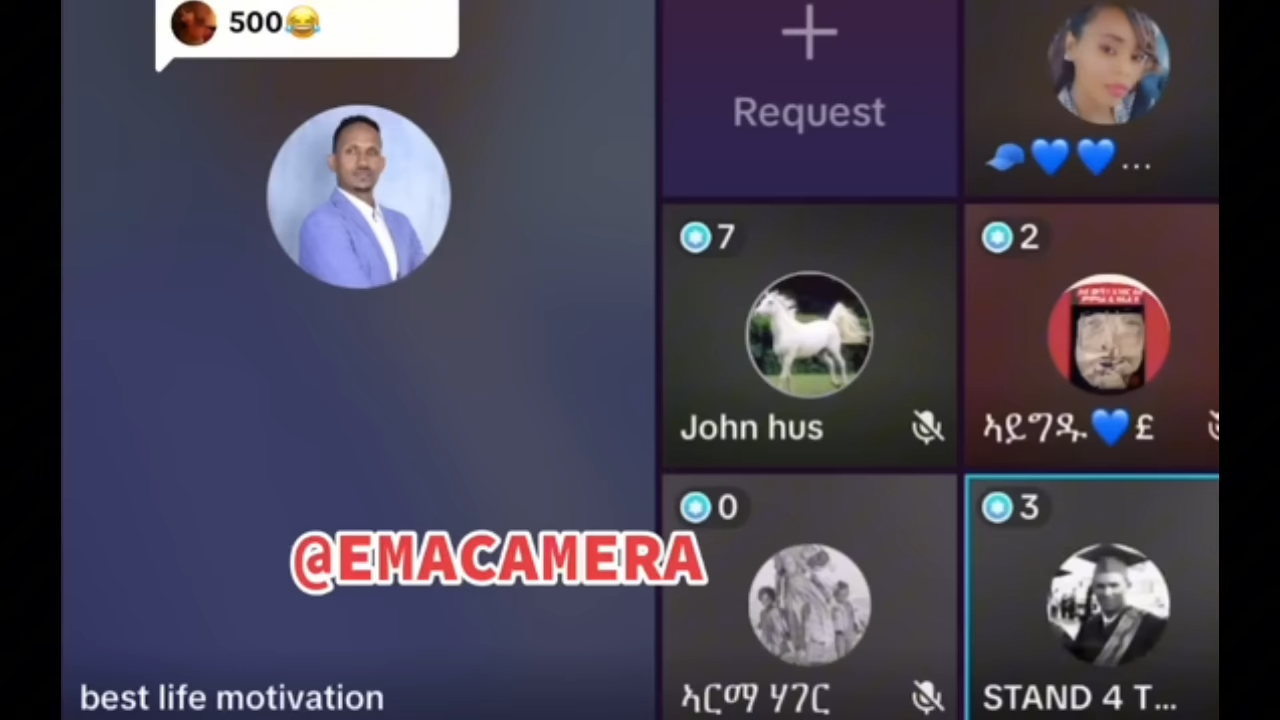 500😂
Request
🧢💙💙...
7
2
John hus
ኣይግዱ💙£
@EMACAMERA
0
3
best life motivation
ኣርማ ሃገር
STAND 4 T...